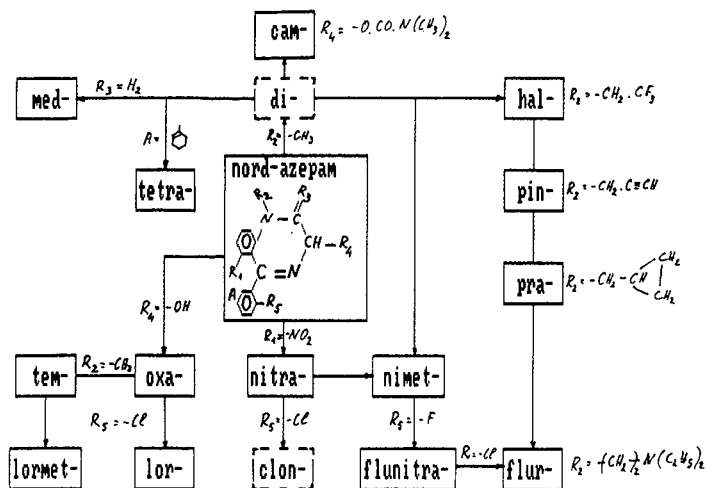 cam-
R₄ = -O.CO.N(CH₃)₂
med-
R₃ = H₂
di-
hal-
R₂ = -CH₂.CF₃
A =
R₂ = -CH₃
tetra-
nord-azepam
R₂
R₃
N - C
CH - R₄
R₁
C = N
A
R₅
pin-
R₂ = -CH₂.C≡CH
pra-
R₂ = -CH₂-CH
CH₂
CH₂
R₄ = -OH
R₁ = -NO₂
tem-
R₂ = -CH₃
oxa-
nitra-
nimet-
R₅ = -Cl
R₅ = -Cl
R₅ = -F
lormet-
lor-
clon-
flunitra-
R = -Cl
flur-
R₂ = (CH₂)₂ N(C₂H₅)₂